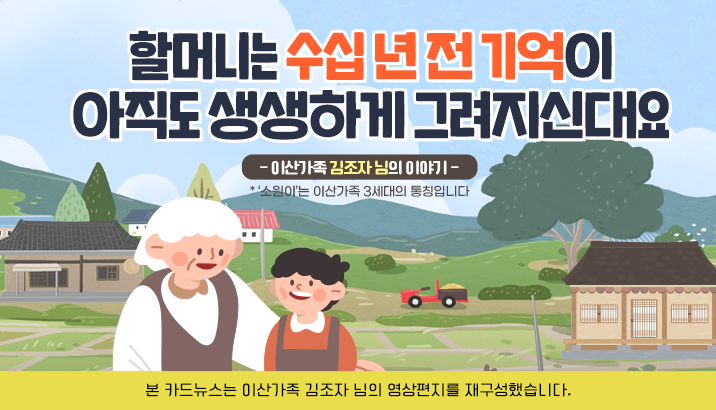 할머니는 수십 년 전 기억이
아직도 생생하게 그려지신대요
- 이산가족 김조자 님의 이야기 -
* '소원이'는 이산가족 3세대의 통칭입니다
본 카드뉴스는 이산가족 김조자 님의 영상편지를 재구성했습니다.